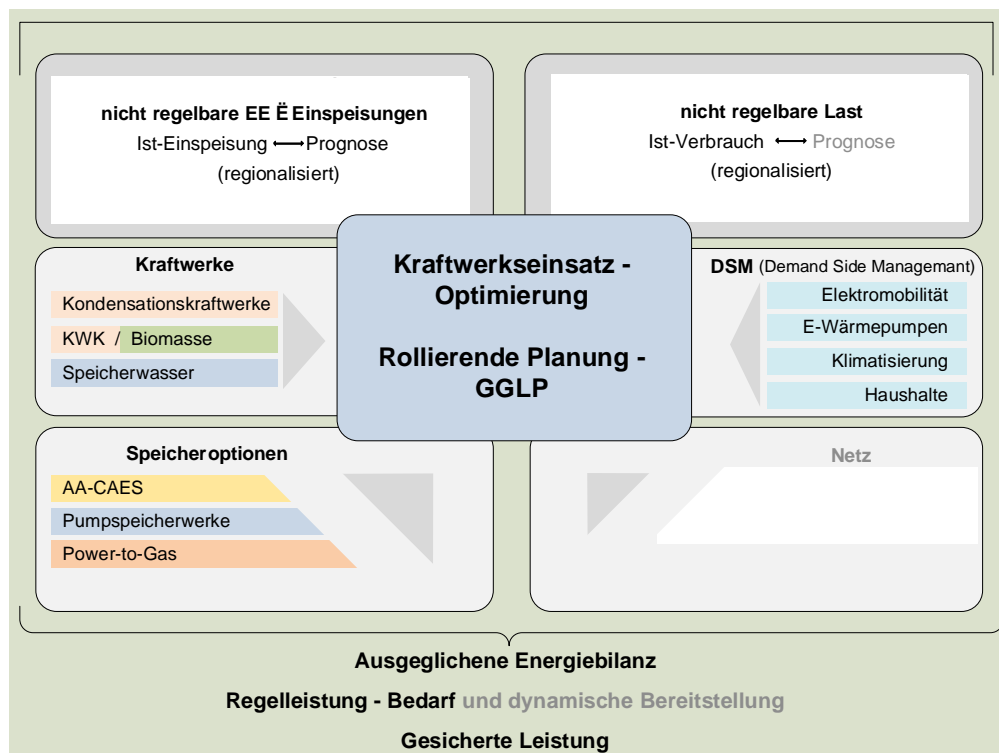 nicht regelbare EE Ë Einspeisungen
Ist-Einspeisung ⟷ Prognose
(regionalisiert)
nicht regelbare Last
Ist-Verbrauch ⟷ Prognose
(regionalisiert)
Kraftwerke
Kondensationskraftwerke
KWK / Biomasse
Speicherwasser
Kraftwerkseinsatz -
Optimierung
Rollierende Planung -
GGLP
DSM (Demand Side Managemant)
Elektromobilität
E-Wärmepumpen
Klimatisierung
Haushalte
Speicheroptionen
AA-CAES
Pumpspeicherwerke
Power-to-Gas
Netz
Ausgeglichene Energiebilanz
Regelleistung - Bedarf und dynamische Bereitstellung
Gesicherte Leistung